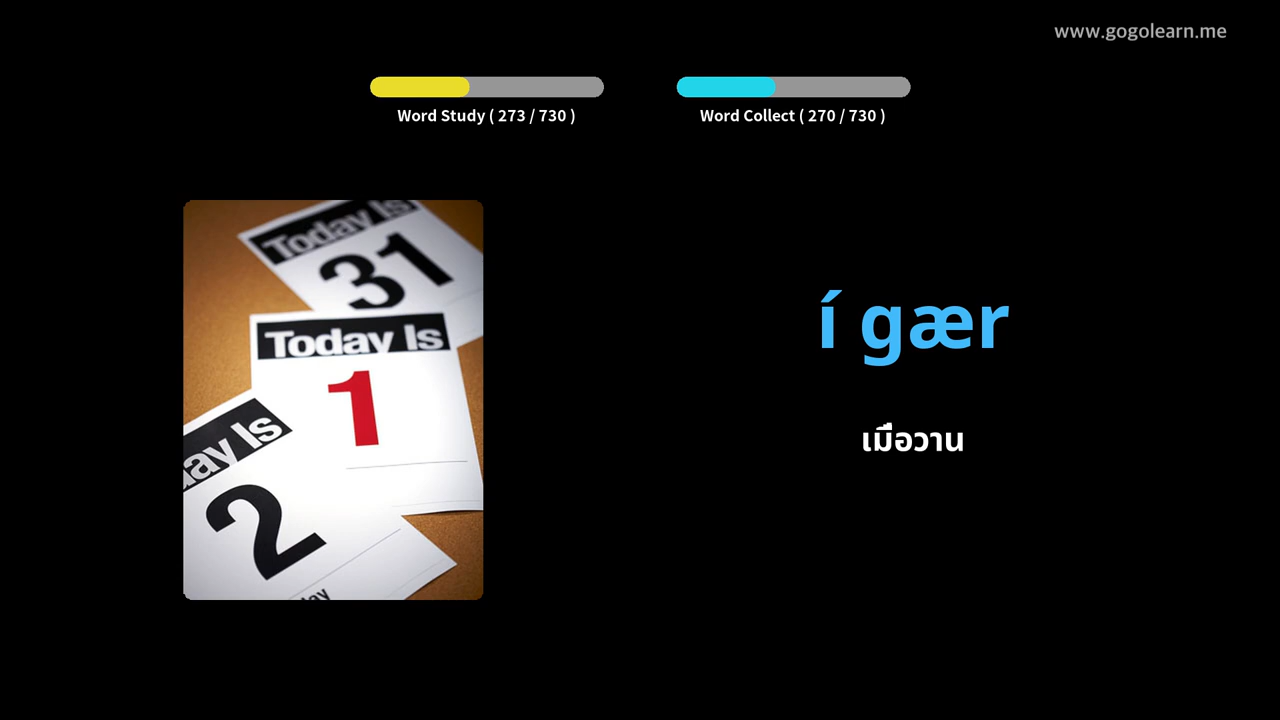 www.gogolearn.me
Word Study ( 273 / 730 )
Word Collect ( 270 / 730 )
Today Is
31
Today Is
1
ay Is
2
í gær
เมื่อวาน